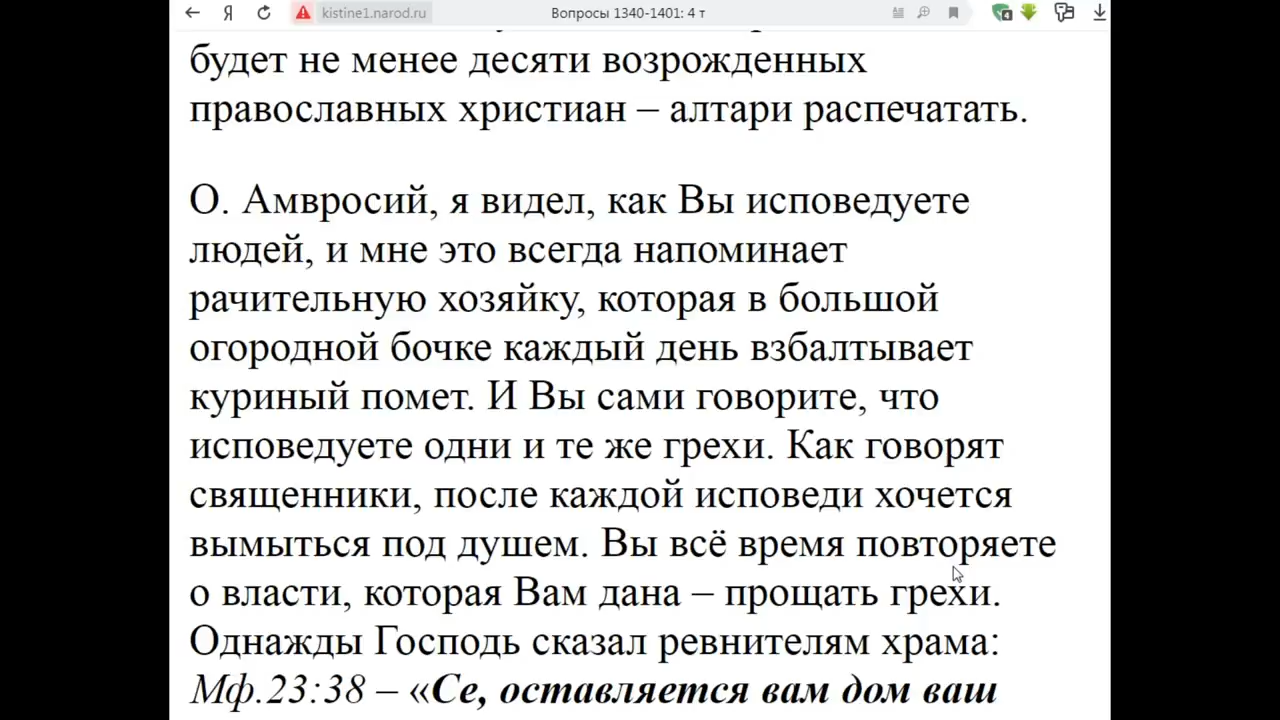 kistine1.narod.ru Вопросы 1340-1401: 4 т
будет не менее десяти возрожденных
православных христиан – алтари распечатать.
О. Амвросий, я видел, как Вы исповедуете
людей, и мне это всегда напоминает
рачительную хозяйку, которая в большой
огородной бочке каждый день взбалтывает
куриный помет. И Вы сами говорите, что
исповедуете одни и те же грехи. Как говорят
священники, после каждой исповеди хочется
вымыться под душем. Вы всё время повторяете
о власти, которая Вам дана – прощать грехи.
Однажды Господь сказал ревнителям храма:
Мф.23:38 – «Се, оставляется вам дом ваш